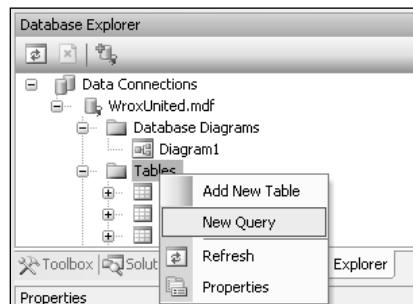 Database Explorer
Data Connections
WroxUnited.mdf
Database Diagrams
Diagram1
Tables
Add New Table
New Query
Refresh
Properties
Toolbox Solut Explorer
Properties